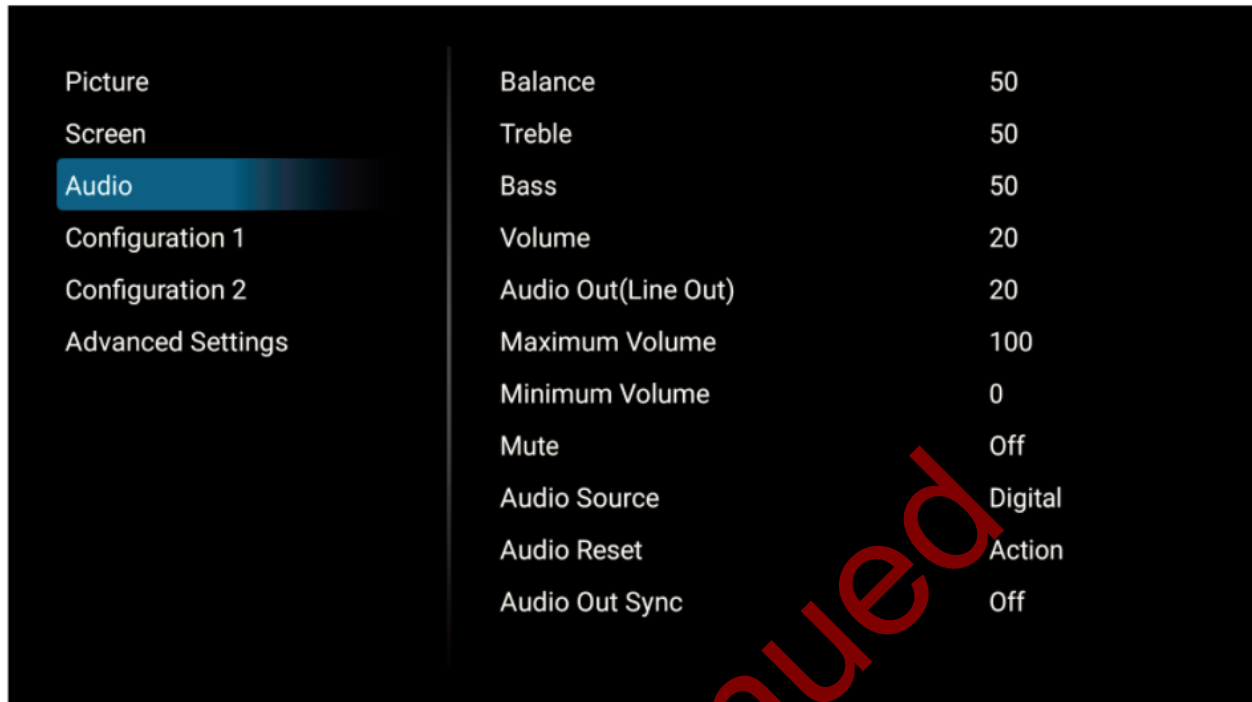 Picture
Screen
Audio
Configuration 1
Configuration 2
Advanced Settings
Balance 50
Treble 50
Bass 50
Volume 20
Audio Out(Line Out) 20
Maximum Volume 100
Minimum Volume 0
Mute Off
Audio Source Digital
Audio Reset Action
Audio Out Sync Off
ued